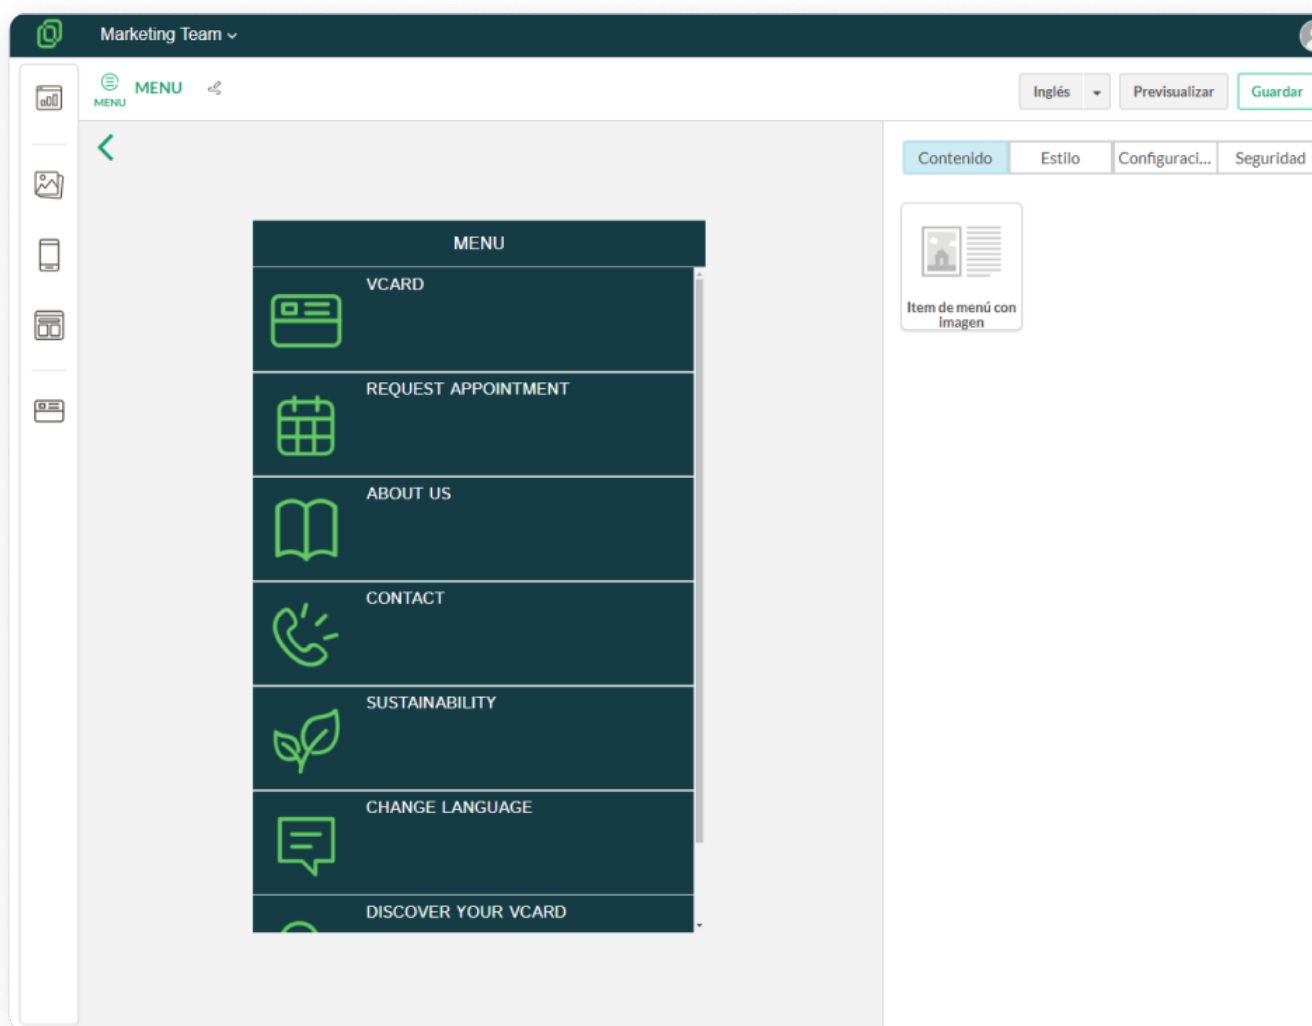 Marketing Team
MENU
MENU
Inglés
Previsualizar
Guardar
Contenido
Estilo
Configuraci...
Seguridad
MENU
VCARD
REQUEST APPOINTMENT
ABOUT US
CONTACT
SUSTAINABILITY
CHANGE LANGUAGE
DISCOVER YOUR VCARD
Item de menú con
imagen